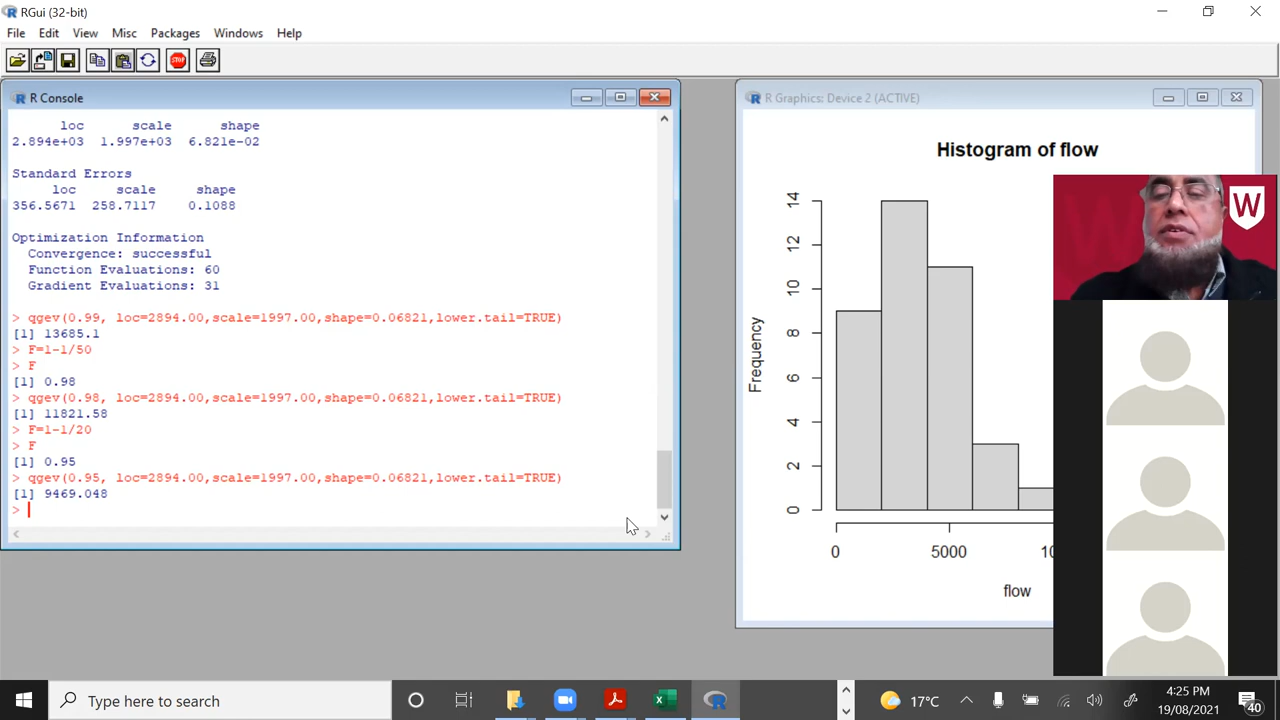 RGui (32-bit)
File Edit View Misc Packages Windows Help
STOP
R Console
loc scale shape
2.894e+03 1.997e+03 6.821e-02
Standard Errors
loc scale shape
356.5671 258.7117 0.1088
Optimization Information
Convergence: successful
Function Evaluations: 60
Gradient Evaluations: 31
> qgev(0.99, loc=2894.00,scale=1997.00,shape=0.06821,lower.tail=TRUE)
[1] 13685.1
> F=1-1/50
> F
[1] 0.98
> qgev(0.98, loc=2894.00,scale=1997.00,shape=0.06821,lower.tail=TRUE)
[1] 11821.58
> F=1-1/20
> F
[1] 0.95
> qgev(0.95, loc=2894.00,scale=1997.00,shape=0.06821,lower.tail=TRUE)
[1] 9469.048
>
R Graphics: Device 2 (ACTIVE)
Histogram of flow
Frequency
14
12
10
8
6
4
2
0
0 5000 10
flow
W
Type here to search
17°C
4:25 PM
19/08/2021
40